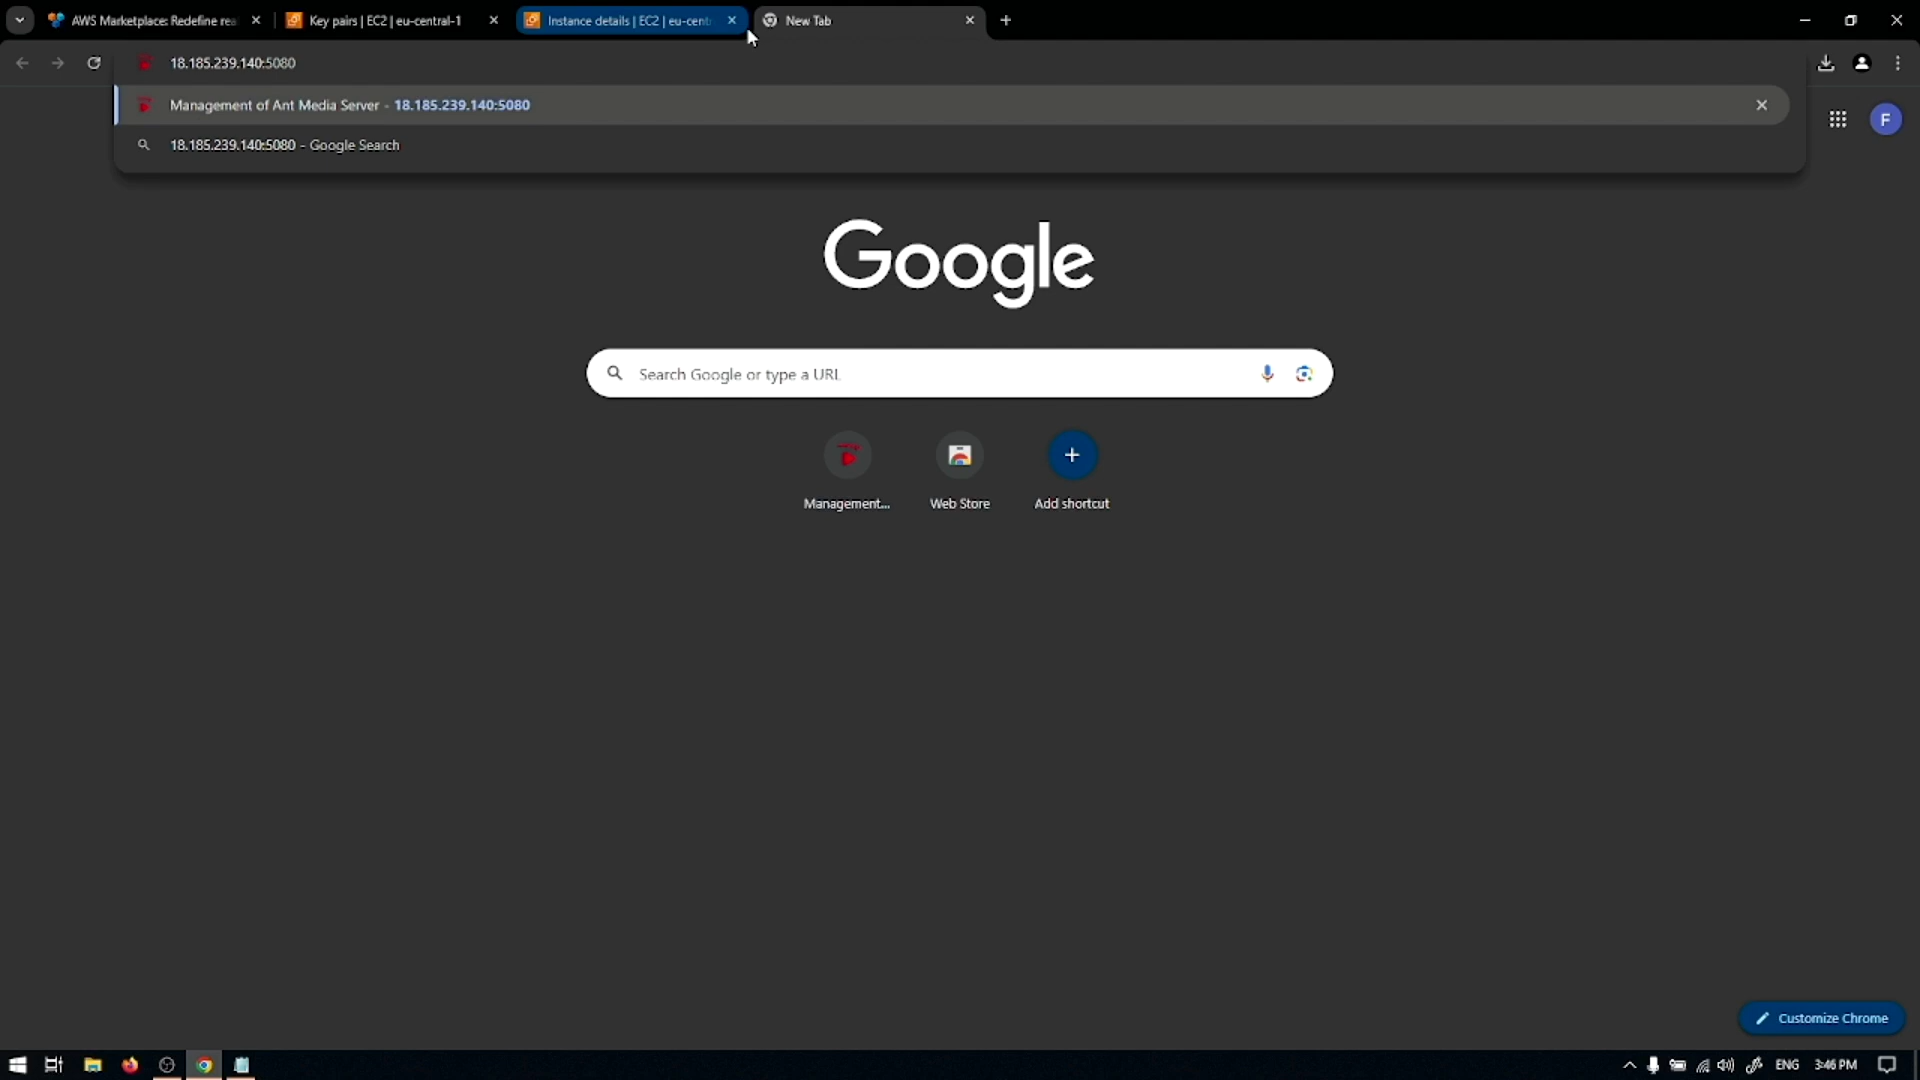 AWS Marketplace: Redefine rea
Key pairs | EC2 | eu-central-1
Instance details | EC2 | eu-cent
New Tab
18.185.239.140:5080
Management of Ant Media Server - 18.185.239.140:5080
18.185.239.140:5080 - Google Search
F
Google
Search Google or type a URL
Management...
Web Store
Add shortcut
Customize Chrome
ENG
3:46 PM